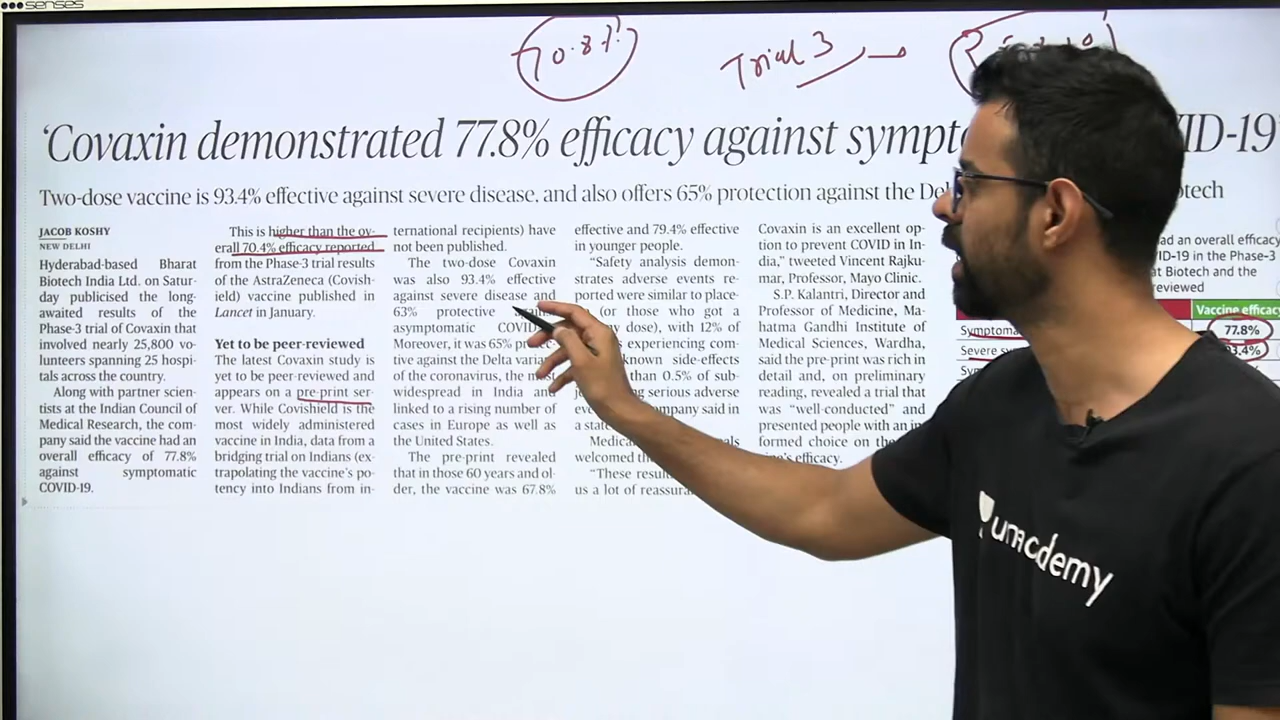 senses
70.8%
Trial 3 →
‘Covaxin demonstrated 77.8% efficacy against
Two-dose vaccine is 93.4% effective against severe disease, and also offers 65% protection against the
JACOB KOSHY
NEW DELHI
Hyderabad-based Bharat
Biotech India Ltd. on Satur-
day publicised the long-
awaited results of the
Phase-3 trial of Covaxin that
involved nearly 25,800 vo-
lunteers spanning 25 hospi-
tals across the country.
Along with partner scien-
tists at the Indian Council of
Medical Research, the com-
pany said the vaccine had an
overall efficacy of 77.8%
against symptomatic
COVID-19.
This is higher than the ov-
erall 70.4% efficacy reported
from the Phase-3 trial results
of the AstraZeneca (Covish-
ield) vaccine published in
Lancet in January.
Yet to be peer-reviewed
The latest Covaxin study is
yet to be peer-reviewed and
appears on a pre-print ser-
ver. While Covishield is the
most widely administered
vaccine in India, data from a
bridging trial on Indians (ex-
trapolating the vaccine's po-
tency into Indians from in-
ternational recipients) have
not been published.
The two-dose Covaxin
was also 93.4% effective
against severe disease and
63% protective
asymptomatic
Moreover, it was 65%
tive against the Delta
of the coronavirus, the
widespread in India and
linked to a rising number of
cases in Europe as well as
the United States.
The pre-print revealed
that in those 60 years and ol-
der, the vaccine was 67.8%
effective and 79.4% effective
in younger people.
“Safety analysis demon-
strates adverse events re-
ported were similar to place-
(or those who got a
dose), with 12% of
experiencing com-
known side-effects
than 0.5% of sub-
serious adverse
said in
a
welcomed
“These
us a lot of
Covaxin is an excellent op-
tion to prevent COVID in In-
dia,” tweeted Vincent Rajku-
mar, Professor, Mayo Clinic.
S.P. Kalantri, Director and
Professor of Medicine, Ma-
hatma Gandhi Institute of
Medical Sciences, Wardha,
said the pre-print was rich in
detail and, on preliminary
reading, revealed a trial that
was “well-conducted” and
presented people with an in-
formed choice on the
efficacy.
an overall efficacy
in the Phase-3
Biotech and the
Vaccine efficacy
77.8%
unacademy